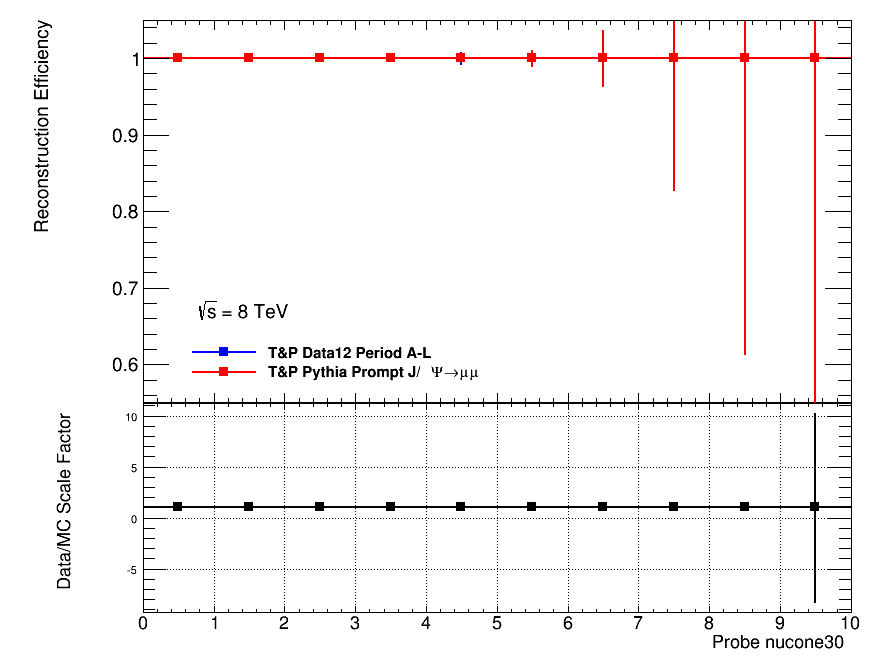 Reconstruction Efficiency
1
0.9
0.8
0.7
0.6
√s = 8 TeV
T&P Data12 Period A-L
T&P Pythia Prompt J/ Ψ→μμ
Data/MC Scale Factor
10
5
0
-5
0 1 2 3 4 5 6 7 8 9 10
Probe nucone30